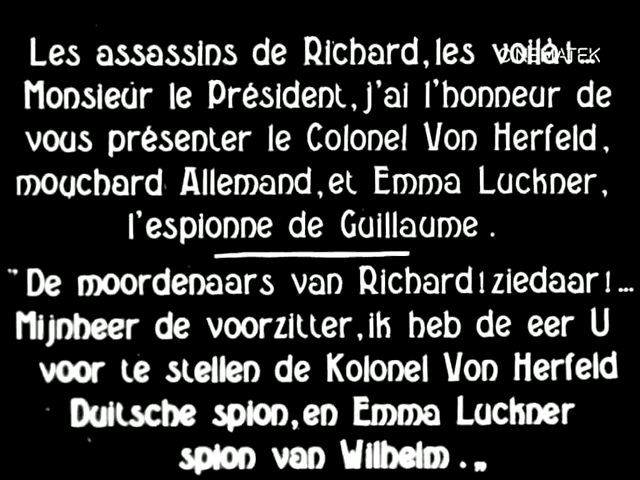 CINEMATEK
Les assassins de Richard, les voilà!...
Monsieur le Président, j'ai l'honneur de
vous présenter le Colonel Von Herfeld,
mouchard Allemand, et Emma Luckner,
l'espionne de Guillaume.
"De moordenaars van Richard! ziedaar!...
Mijnheer de voorzitter, ik heb de eer U
voor te stellen de Kolonel Von Herfeld
Duitsche spion, en Emma Luckner
spion van Wilhelm.„